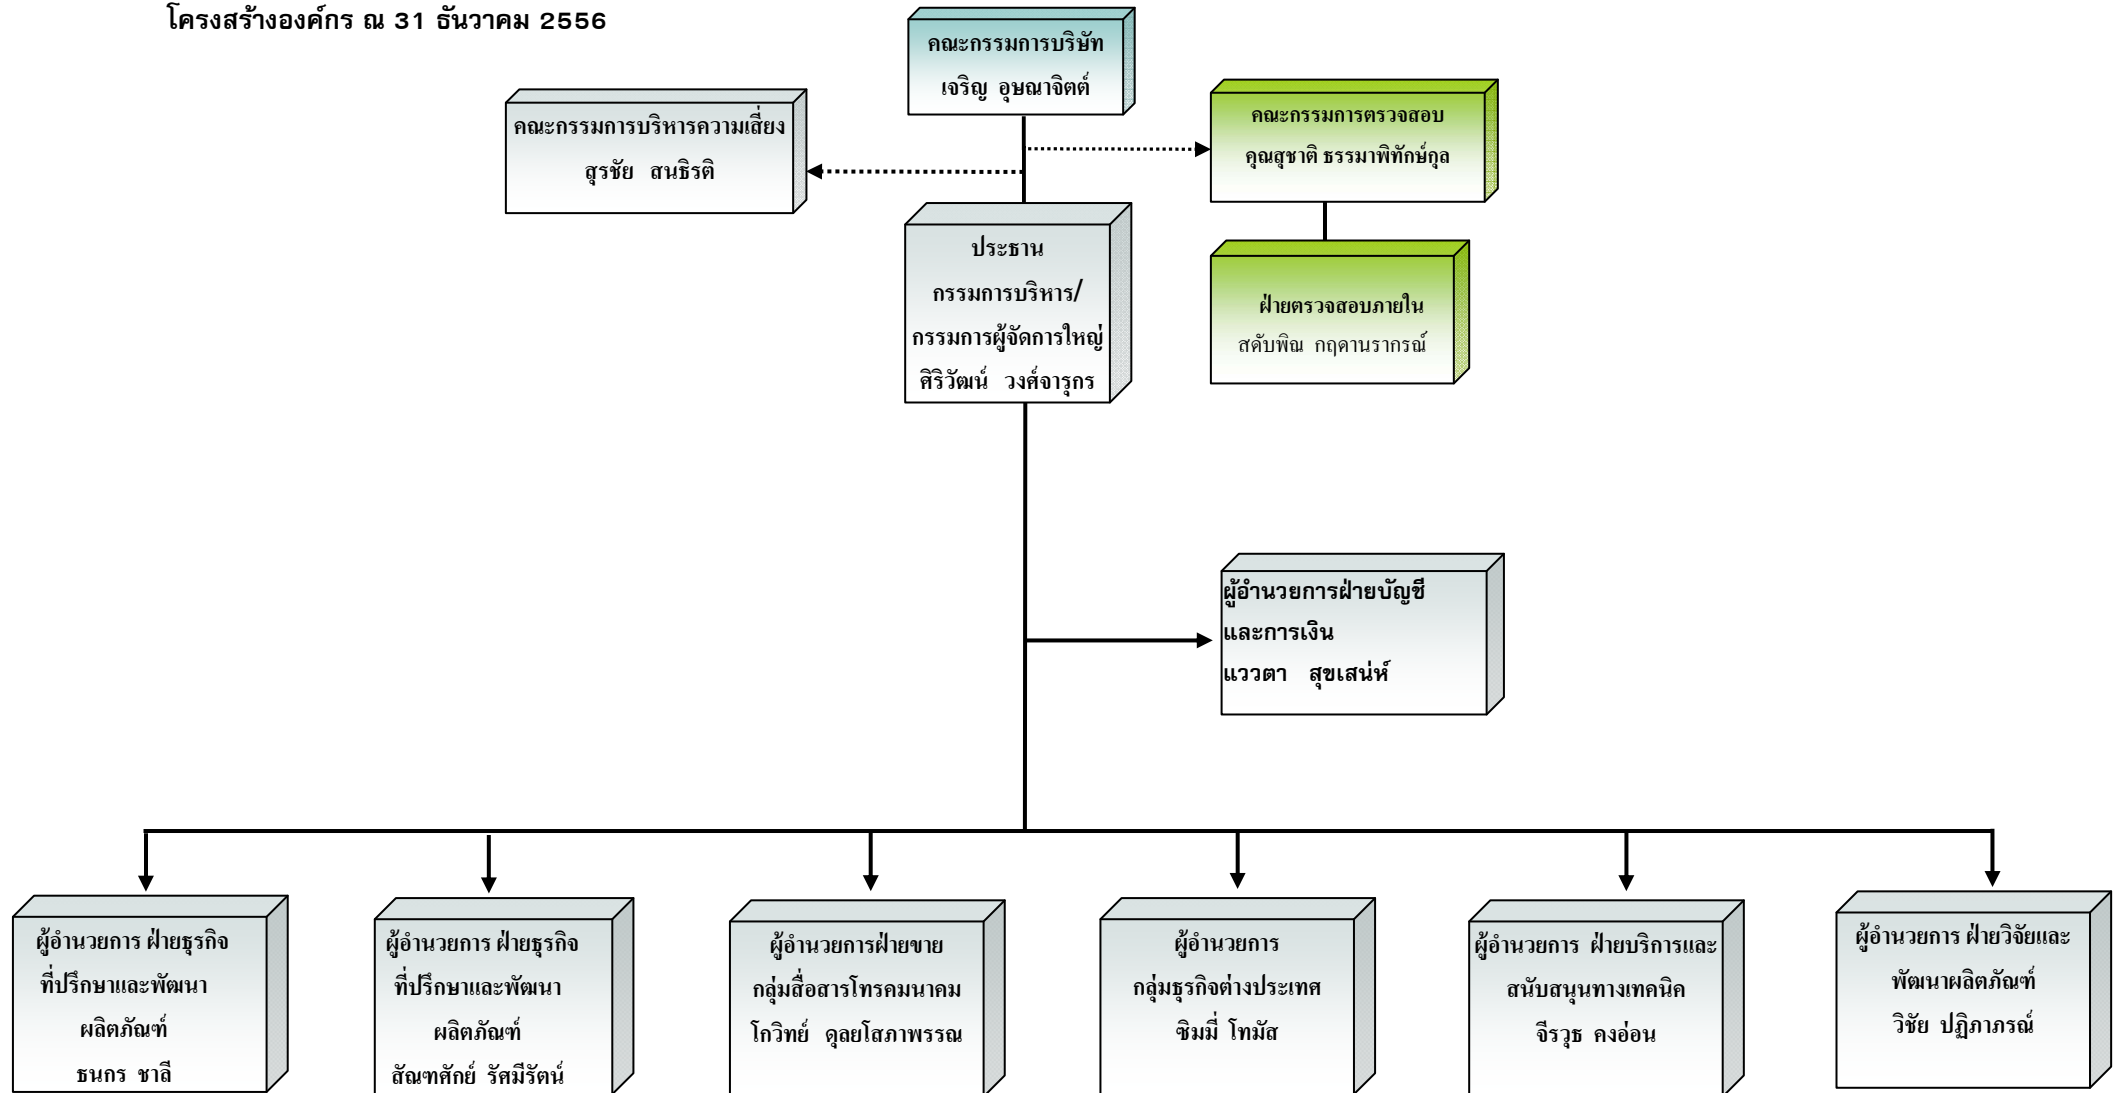 โครงสร้างองค์กร ณ 31 ธันวาคม 2556
คณะกรรมการบริษัท
เจริญ อุษณาจิตต์
คณะกรรมการบริหารความเสี่ยง
สุรชัย สนธิรติ
คณะกรรมการตรวจสอบ
คุณสุชาติ ธรรมาพิทักษ์กุล
ประธาน
กรรมการบริหาร/
กรรมการผู้จัดการใหญ่
ศิริวัฒน์ วงศ์จารุกร
ฝ่ายตรวจสอบภายใน
สดับพิณ กฤดานรากรณ์
ผู้อำนวยการฝ่ายบัญชี
และการเงิน
แววตา สุขเสน่ห์
ผู้อำนวยการ ฝ่ายธุรกิจ
ที่ปรึกษาและพัฒนา
ผลิตภัณฑ์
ธนกร ชาลี
ผู้อำนวยการ ฝ่ายธุรกิจ
ที่ปรึกษาและพัฒนา
ผลิตภัณฑ์
สัณฑศักย์ รัศมีรัตน์
ผู้อำนวยการฝ่ายขาย
กลุ่มสื่อสารโทรคมนาคม
โกวิทย์ ดุลยโสภาพรรณ
ผู้อำนวยการ
กลุ่มธุรกิจต่างประเทศ
ซิมมี่ โทมัส
ผู้อำนวยการ ฝ่ายบริการและ
สนับสนุนทางเทคนิค
จีรวุธ คงอ่อน
ผู้อำนวยการ ฝ่ายวิจัยและ
พัฒนาผลิตภัณฑ์
วิชัย ปฏิภาภรณ์